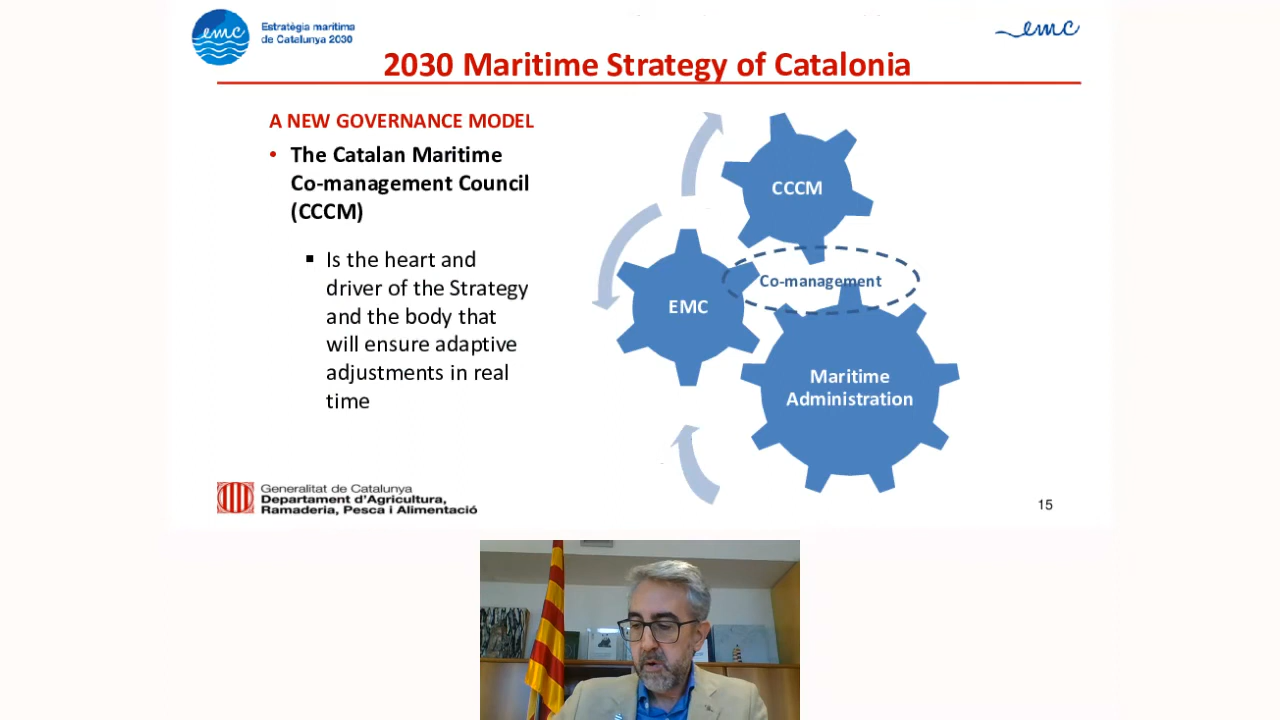 emc
Estratègia marítima
de Catalunya 2030
emc
2030 Maritime Strategy of Catalonia
A NEW GOVERNANCE MODEL
• The Catalan Maritime
Co-management Council
(CCCM)
▪ Is the heart and
driver of the Strategy
and the body that
will ensure adaptive
adjustments in real
time
CCCM
Co-management
EMC
Maritime
Administration
Generalitat de Catalunya
Departament d'Agricultura,
Ramaderia, Pesca i Alimentació
15